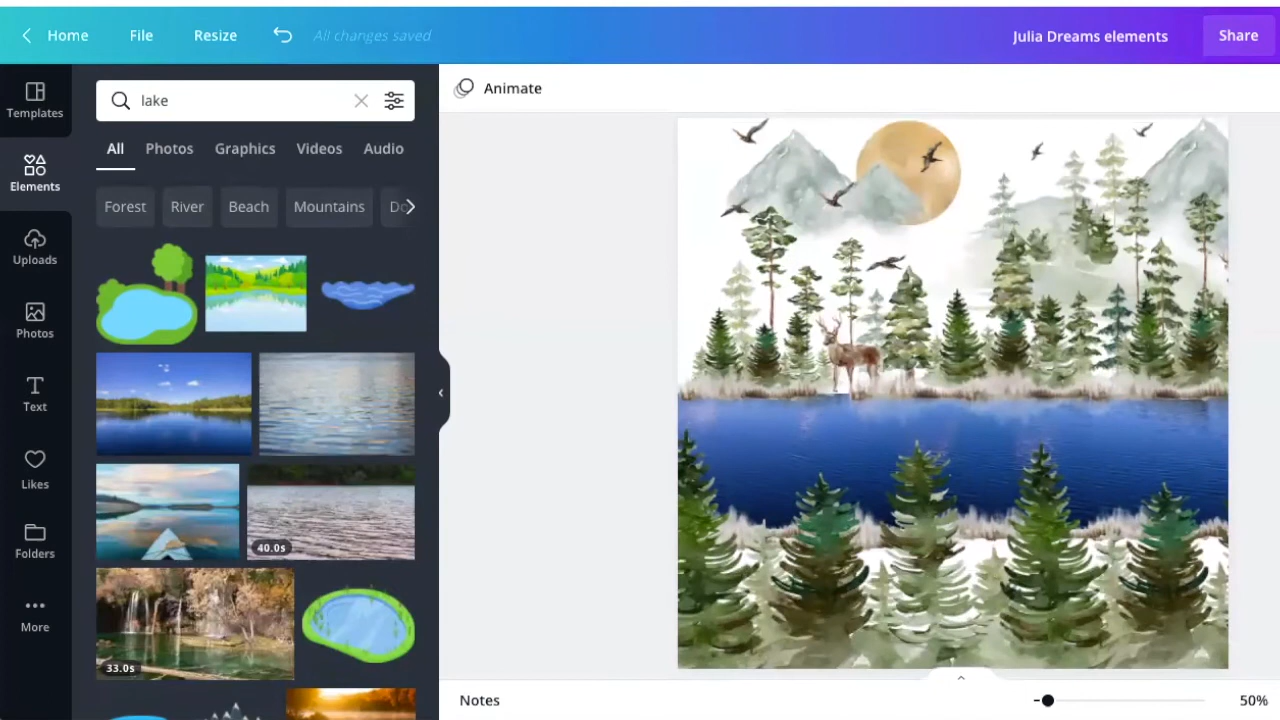 Home File Resize All changes saved Julia Dreams elements Share
Templates
Elements
Uploads
Photos
Text
Likes
Folders
More
lake
All Photos Graphics Videos Audio
Forest River Beach Mountains Do
40.0s
33.0s
Animate
Notes 50%